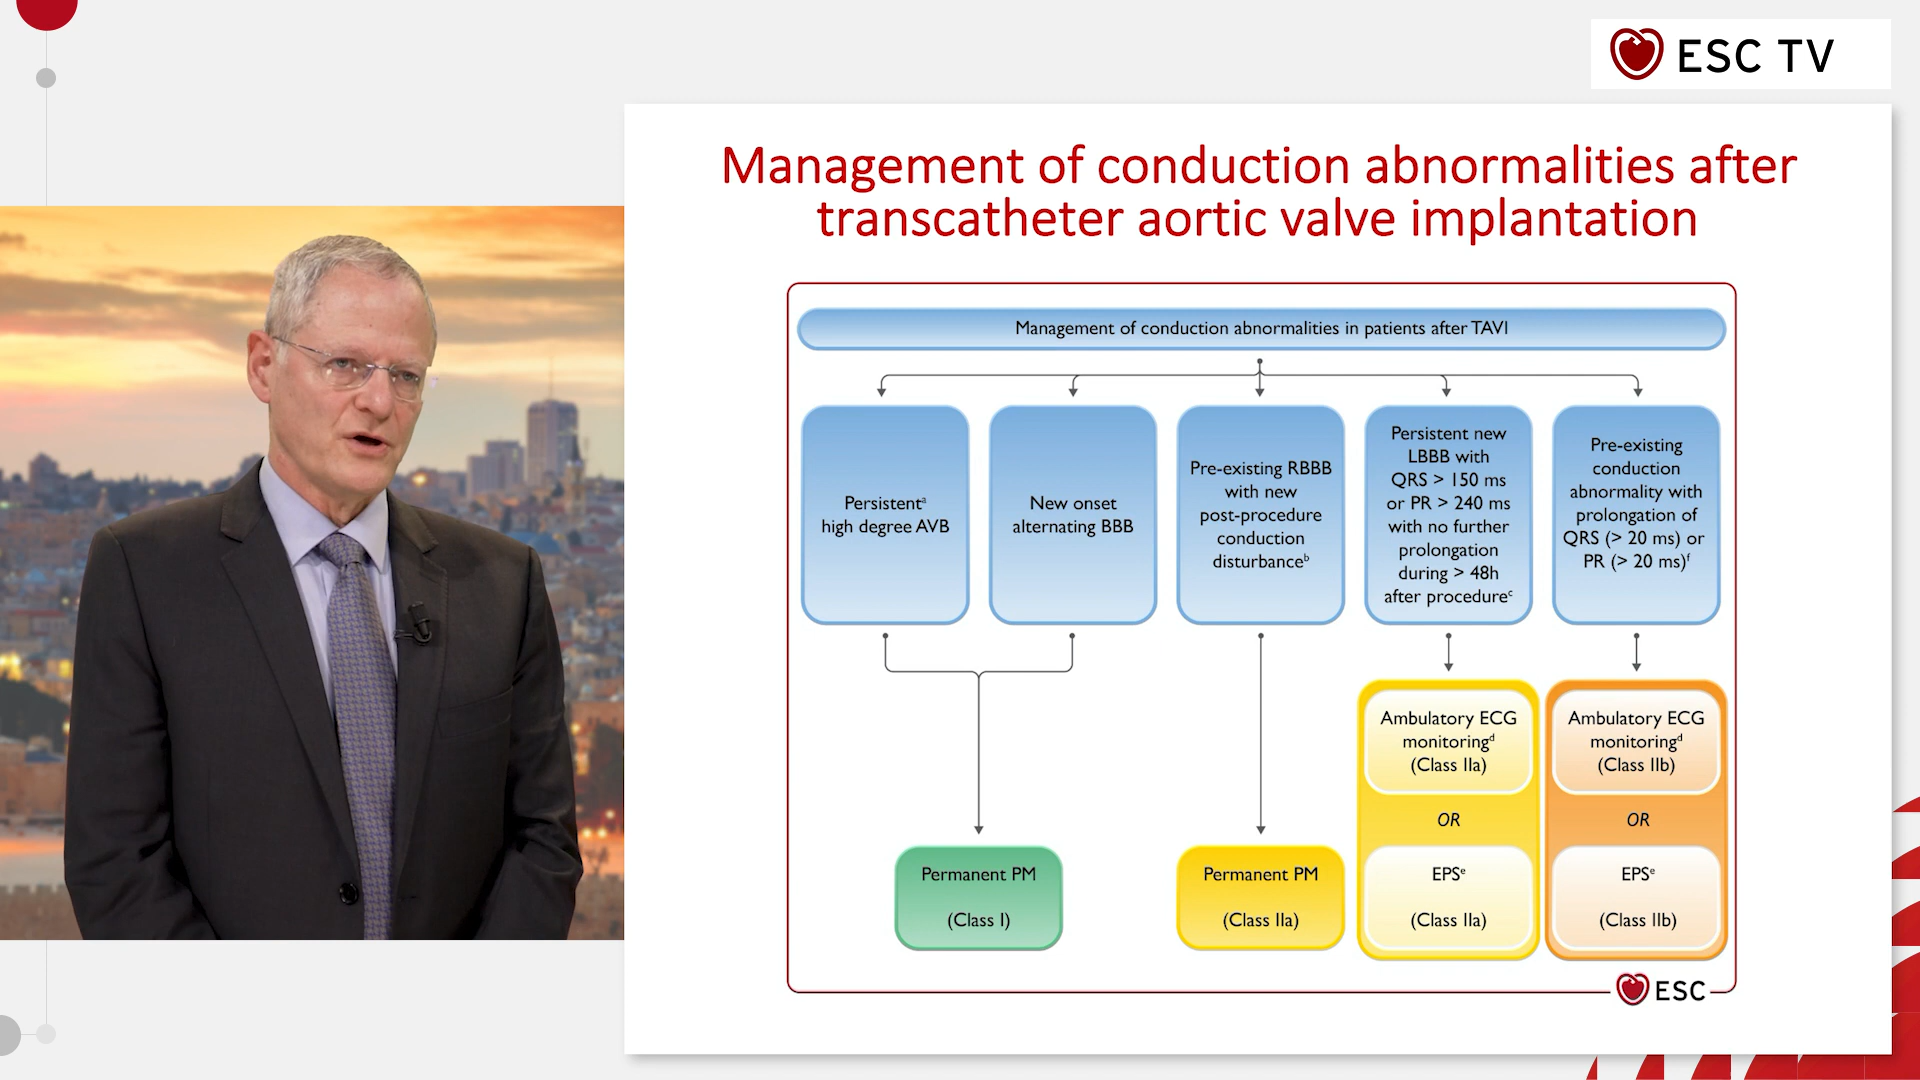 ESC TV
Management of conduction abnormalities after
transcatheter aortic valve implantation
Management of conduction abnormalities in patients after TAVI
Persistentᵃ
high degree AVB
New onset
alternating BBB
Pre-existing RBBB
with new
post-procedure
conduction
disturbanceᵇ
Persistent new
LBBB with
QRS > 150 ms
or PR > 240 ms
with no further
prolongation
during > 48h
after procedureᶜ
Pre-existing
conduction
abnormality with
prolongation of
QRS (> 20 ms) or
PR (> 20 ms)ᶠ
Permanent PM
(Class I)
Permanent PM
(Class IIa)
Ambulatory ECG
monitoringᵈ
(Class IIa)
OR
EPSᵉ
(Class IIa)
Ambulatory ECG
monitoringᵈ
(Class IIb)
OR
EPSᵉ
(Class IIb)
ESC